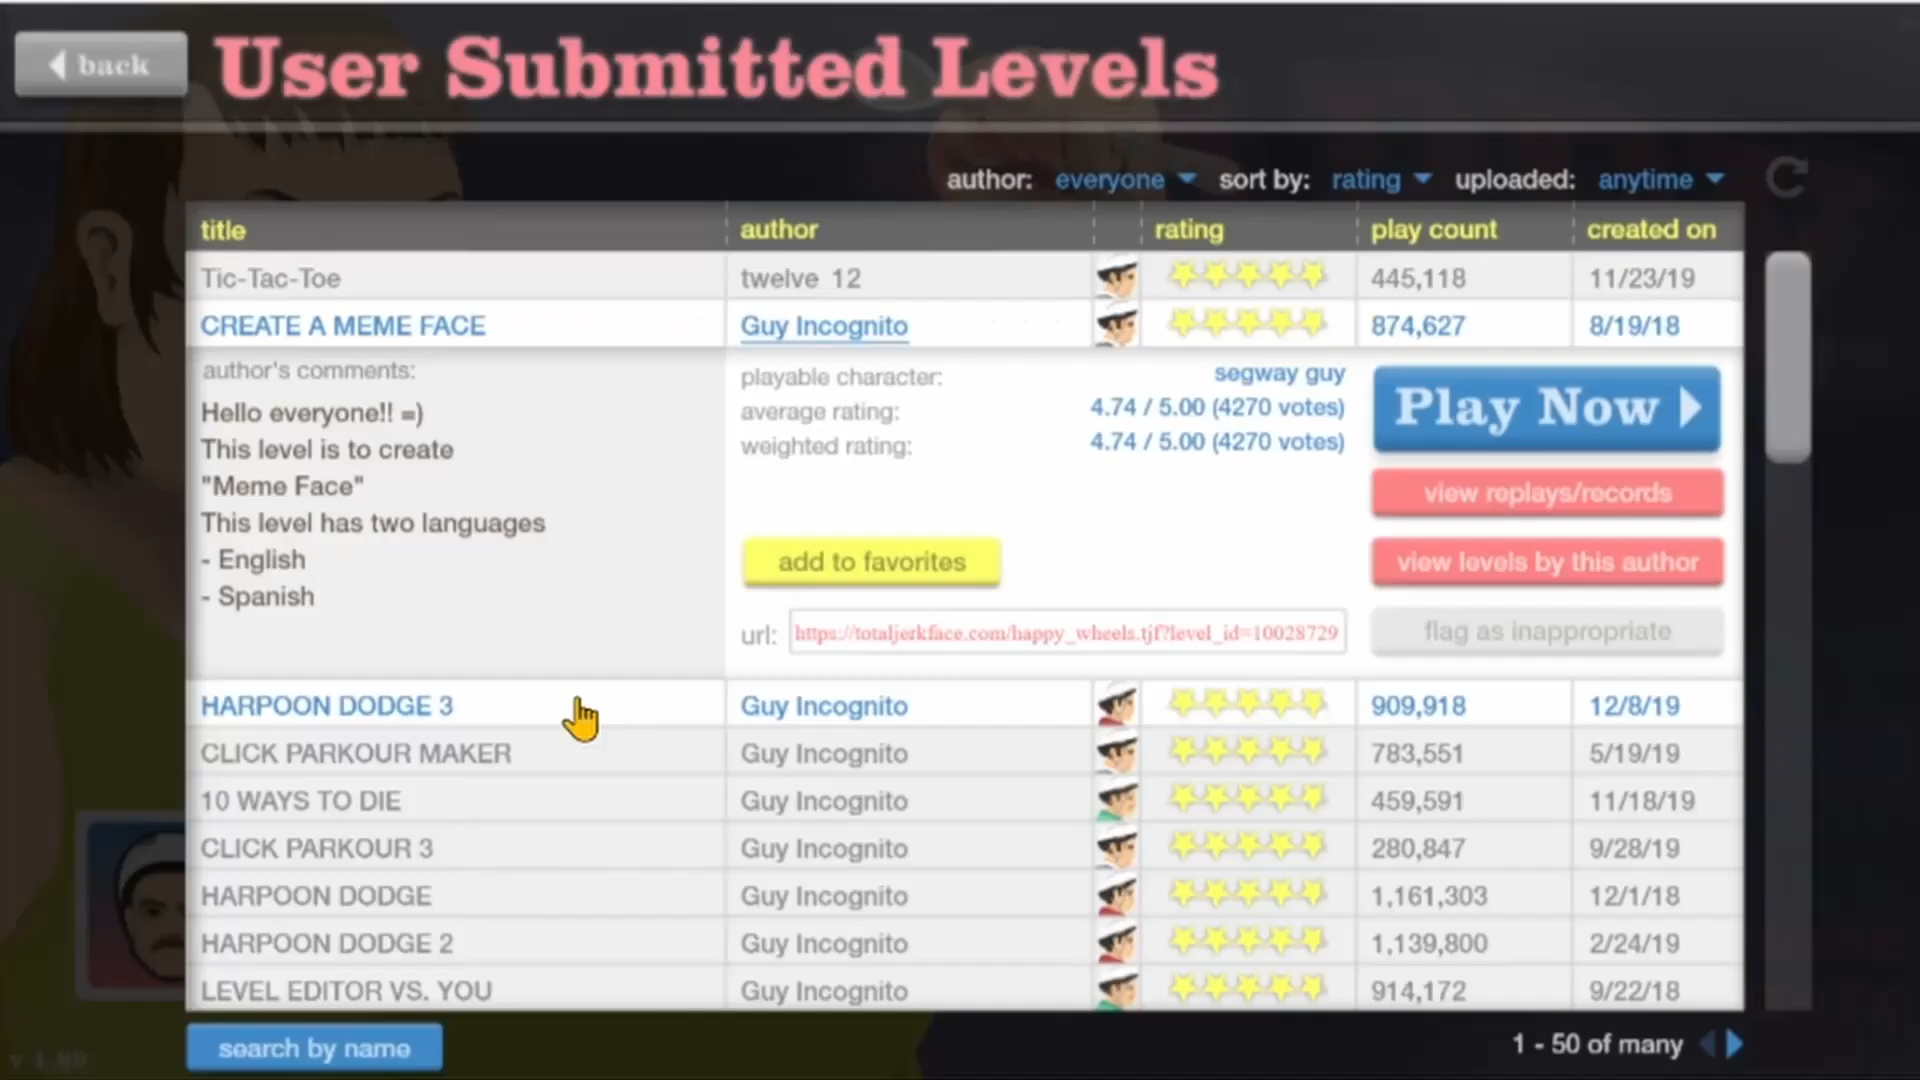 back
User Submitted Levels
author: everyone sort by: rating uploaded: anytime
title author rating play count created on
Tic-Tac-Toe twelve 12 445,118 11/23/19
CREATE A MEME FACE Guy Incognito 874,627 8/19/18
author's comments:
Hello everyone!! =)
This level is to create
"Meme Face"
This level has two languages
- English
- Spanish
playable character: segway guy
average rating: 4.74 / 5.00 (4270 votes)
weighted rating: 4.74 / 5.00 (4270 votes)
add to favorites
url: https://totaljerkface.com/happy_wheels.tjf?level_id=10028729
Play Now
view replays/records
view levels by this author
flag as inappropriate
HARPOON DODGE 3 Guy Incognito 909,918 12/8/19
CLICK PARKOUR MAKER Guy Incognito 783,551 5/19/19
10 WAYS TO DIE Guy Incognito 459,591 11/18/19
CLICK PARKOUR 3 Guy Incognito 280,847 9/28/19
HARPOON DODGE Guy Incognito 1,161,303 12/1/18
HARPOON DODGE 2 Guy Incognito 1,139,800 2/24/19
LEVEL EDITOR VS. YOU Guy Incognito 914,172 9/22/18
search by name
1 - 50 of many